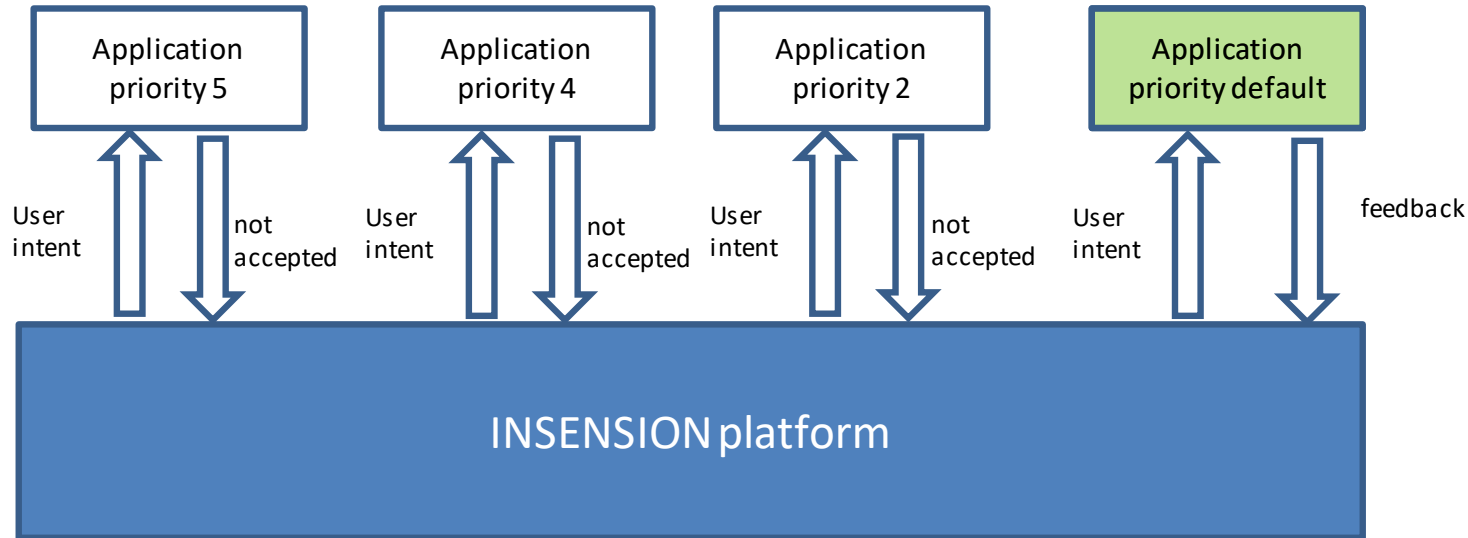 Application
priority 5
Application
priority 4
Application
priority 2
Application
priority default
User
intent
not
accepted
User
intent
not
accepted
User
intent
not
accepted
User
intent
feedback
INSENSION platform